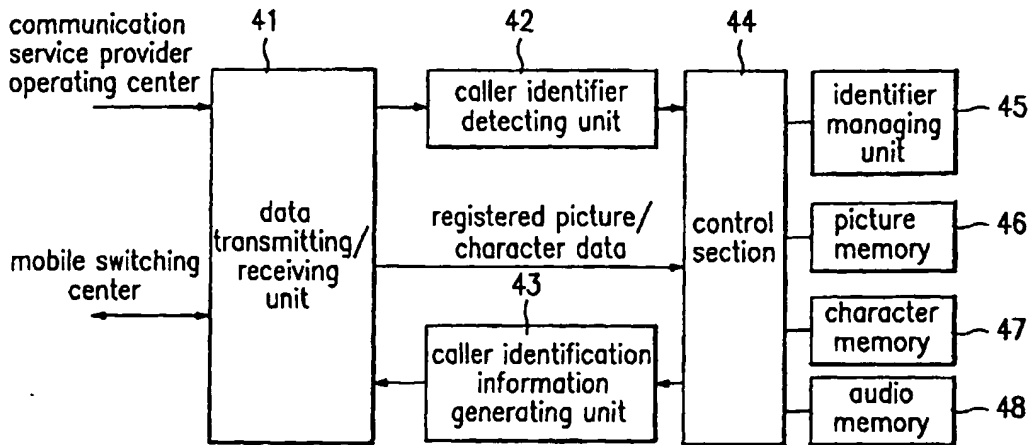 communication
service provider
operating center
41
42
44
caller identifier
detecting unit
identifier
managing
unit
45
data
transmitting/
receiving
unit
registered picture/
character data
control
section
picture
memory
46
mobile switching
center
43
caller identification
information
generating unit
character
memory
47
audio
memory
48